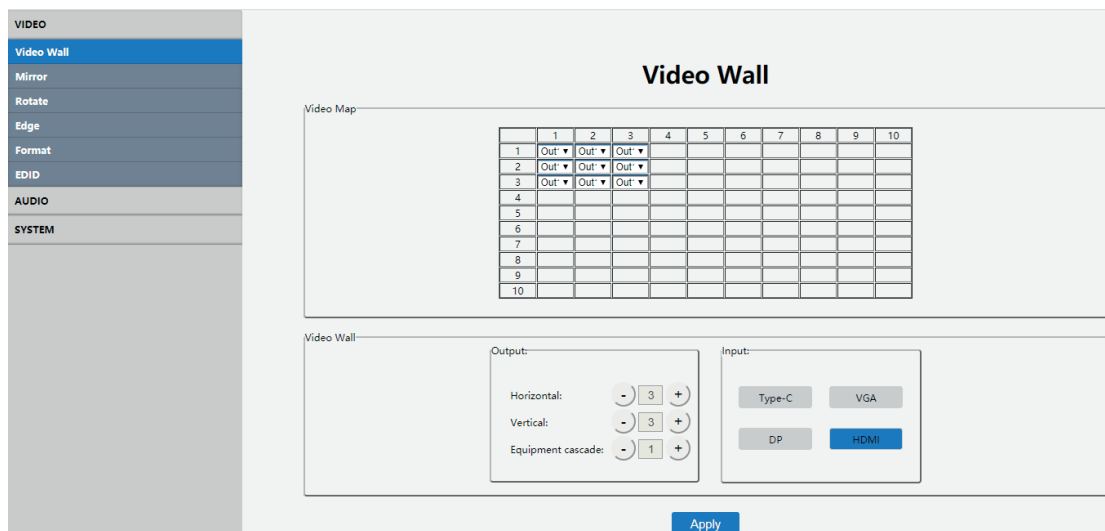 VIDEO
Video Wall
Mirror
Rotate
Edge
Format
EDID
AUDIO
SYSTEM
Video Wall
Video Map
1 2 3 4 5 6 7 8 9 10
1 Out Out Out
2 Out Out Out
3 Out Out Out
4
5
6
7
8
9
10
Video Wall
Output:
Horizontal: - 3 +
Vertical: - 3 +
Equipment cascade: - 1 +
Input:
Type-C VGA
DP HDMI
Apply